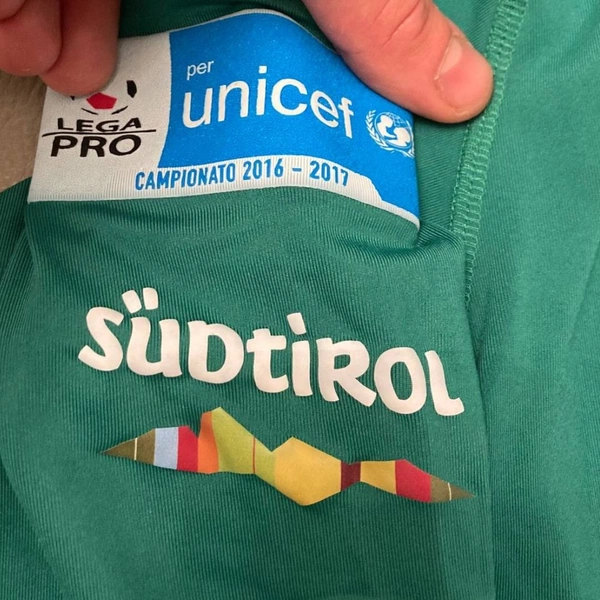 per
unicef
LEGA
PRO
CAMPIONATO 2016 - 2017
SÜDTIROL